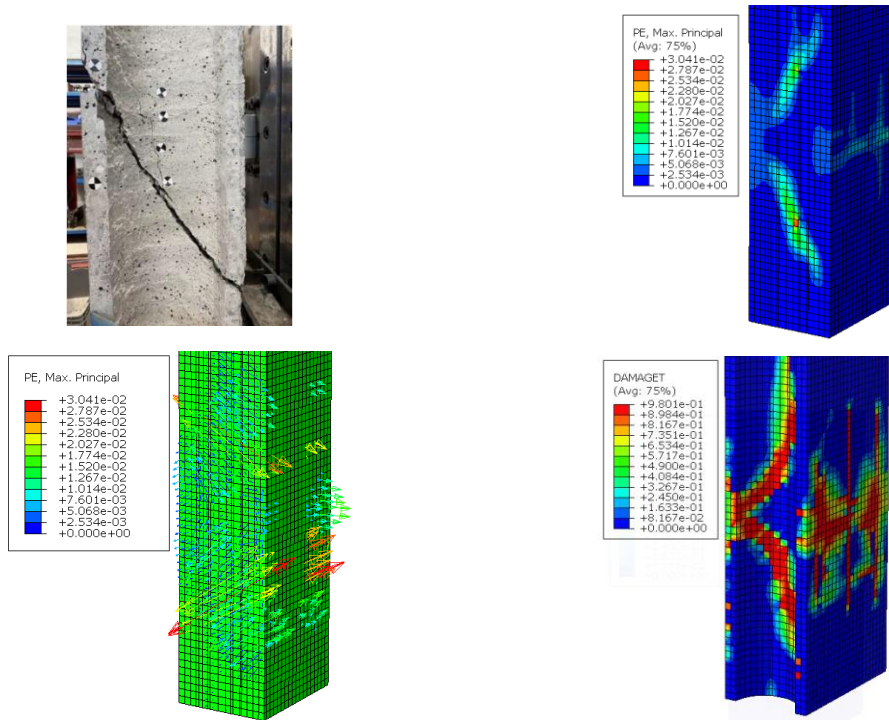 PE, Max. Principal
(Avg: 75%)
+3.041e-02
+2.787e-02
+2.534e-02
+2.280e-02
+2.027e-02
+1.774e-02
+1.520e-02
+1.267e-02
+1.014e-02
+7.601e-03
+5.068e-03
+2.534e-03
+0.000e+00
PE, Max. Principal
+3.041e-02
+2.787e-02
+2.534e-02
+2.280e-02
+2.027e-02
+1.774e-02
+1.520e-02
+1.267e-02
+1.014e-02
+7.601e-03
+5.068e-03
+2.534e-03
+0.000e+00
DAMAGET
(Avg: 75%)
+9.801e-01
+8.984e-01
+8.167e-01
+7.351e-01
+6.534e-01
+5.717e-01
+4.900e-01
+4.084e-01
+3.267e-01
+2.450e-01
+1.633e-01
+8.167e-02
+0.000e+00